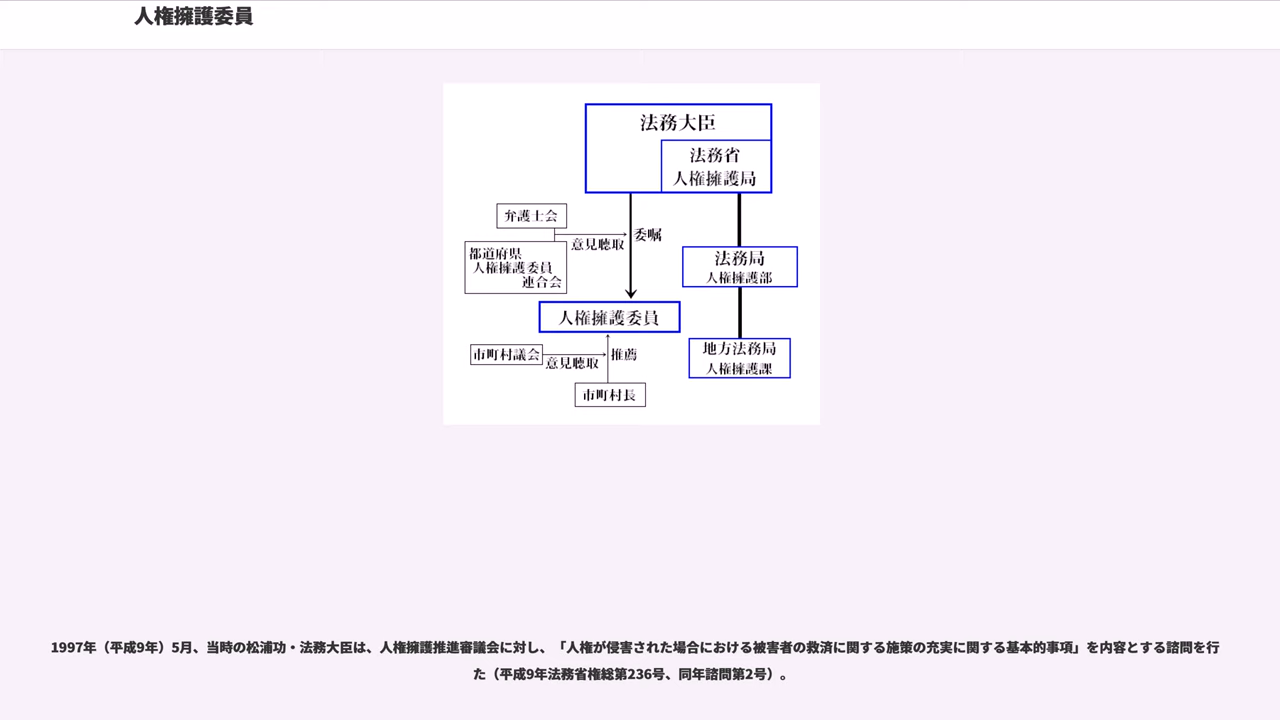 人権擁護委員
法務大臣
法務省
人権擁護局
弁護士会
意見聴取
委嘱
都道府県
人権擁護委員
連合会
法務局
人権擁護部
人権擁護委員
市町村議会
意見聴取
推薦
地方法務局
人権擁護課
市町村長
1997年（平成9年）5月、当時の松浦功・法務大臣は、人権擁護推進審議会に対し、「人権が侵害された場合における被害者の救済に関する施策の充実に関する基本的事項」を内容とする諮問を行
た（平成9年法務省権総第236号、同年諮問第2号）。